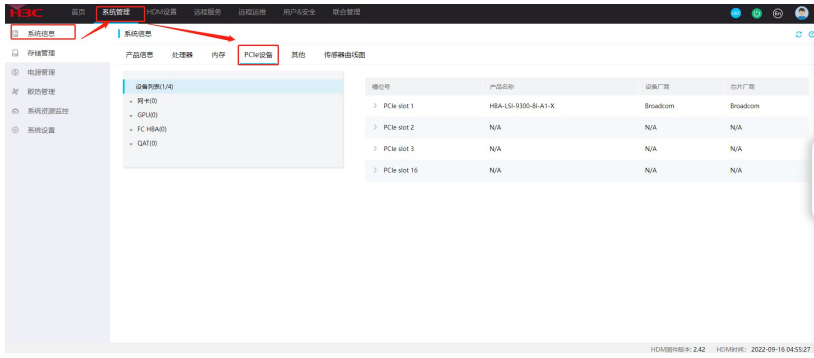 H3C 首页 系统管理 HDM设置 远程服务 远程运维 用户&安全 联合管理 UID En
系统信息
存储管理
电源管理
散热管理
系统资源监控
系统设置
系统信息
产品信息 处理器 内存 PCIe设备 其他 传感器曲线图
设备列表(1/4)
网卡(0)
GPU(0)
FC HBA(0)
QAT(0)
槽位号 产品名称 设备厂商 芯片厂商
PCIe slot 1 HBA-LSI-9300-8i-A1-X Broadcom Broadcom
PCIe slot 2 N/A N/A N/A
PCIe slot 3 N/A N/A N/A
PCIe slot 16 N/A N/A N/A
HDM固件版本: 2.42 HDM时间: 2022-09-16 04:55:27